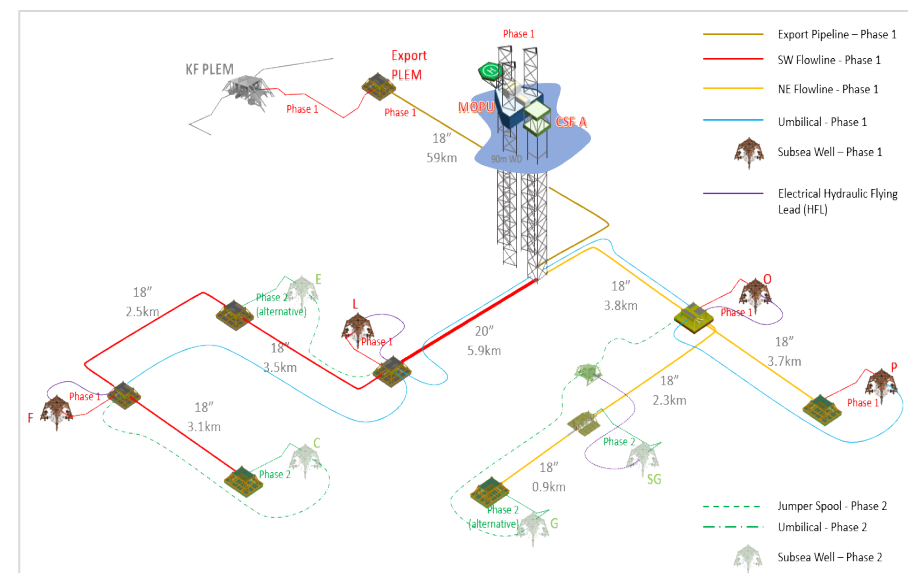 Phase 1
Export
PLEM
KF PLEM
Phase 1
Phase 1
MODU
CSF A
90m WD
18”
59km
Export Pipeline – Phase 1
SW Flowline – Phase 1
NE Flowline - Phase 1
Umbilical - Phase 1
Subsea Well – Phase 1
Electrical Hydraulic Flying
Lead (HFL)
E
Phase 2
(alternative)
18”
2.5km
L
Phase 1
18”
3.5km
20”
5.9km
18”
3.8km
O
Phase 1
18”
3.7km
P
Phase 1
18”
2.3km
F
Phase 1
18”
3.1km
C
Phase 2
Phase 2
SG
18”
0.9km
Phase 2
(alternative)
G
Jumper Spool - Phase 2
Umbilical - Phase 2
Subsea Well – Phase 2